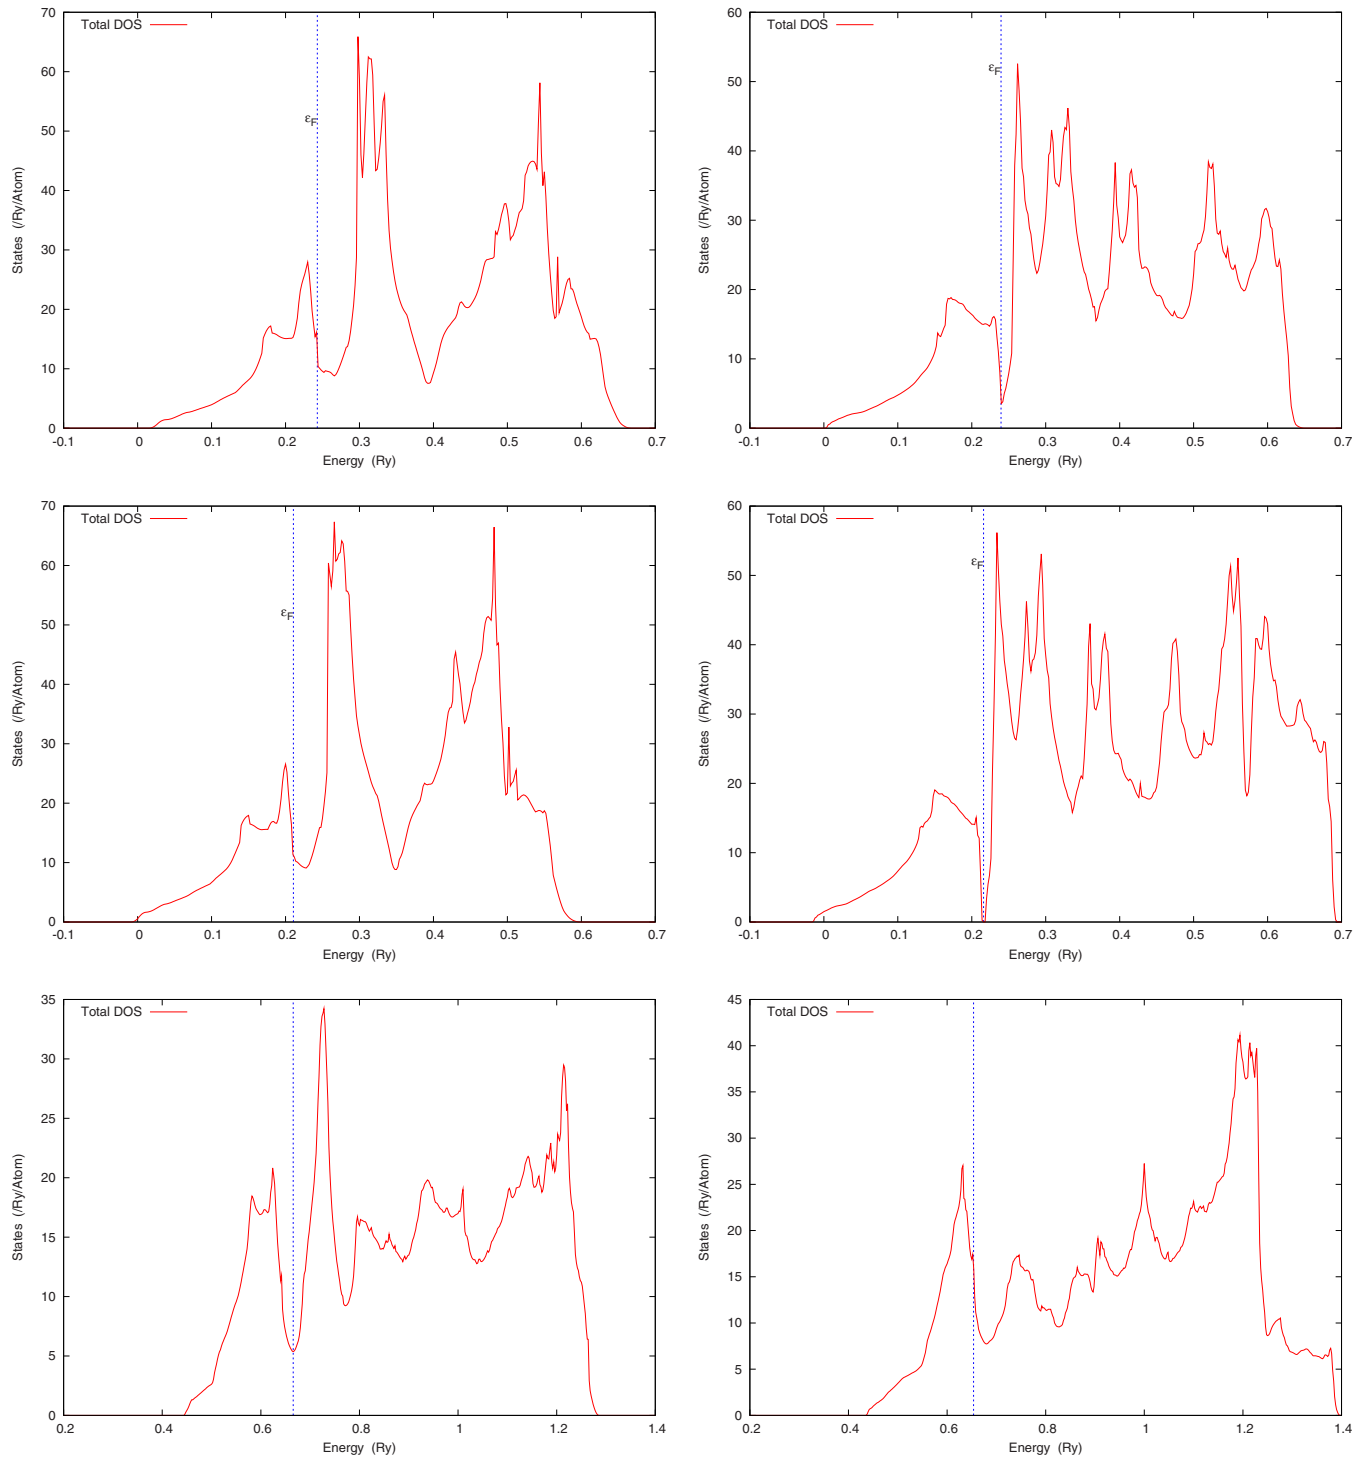 Total DOS
ε_F
States (/Ry/Atom)
70
60
50
40
30
20
10
0
-0.1 0 0.1 0.2 0.3 0.4 0.5 0.6 0.7
Energy (Ry)
Total DOS
ε_F
States (/Ry/Atom)
60
50
40
30
20
10
0
-0.1 0 0.1 0.2 0.3 0.4 0.5 0.6 0.7
Energy (Ry)
Total DOS
ε_F
States (/Ry/Atom)
70
60
50
40
30
20
10
0
-0.1 0 0.1 0.2 0.3 0.4 0.5 0.6 0.7
Energy (Ry)
Total DOS
ε_F
States (/Ry/Atom)
60
50
40
30
20
10
0
-0.1 0 0.1 0.2 0.3 0.4 0.5 0.6 0.7
Energy (Ry)
Total DOS
States (/Ry/Atom)
35
30
25
20
15
10
5
0
0.2 0.4 0.6 0.8 1 1.2 1.4
Energy (Ry)
Total DOS
States (/Ry/Atom)
45
40
35
30
25
20
15
10
5
0
0.2 0.4 0.6 0.8 1 1.2 1.4
Energy (Ry)